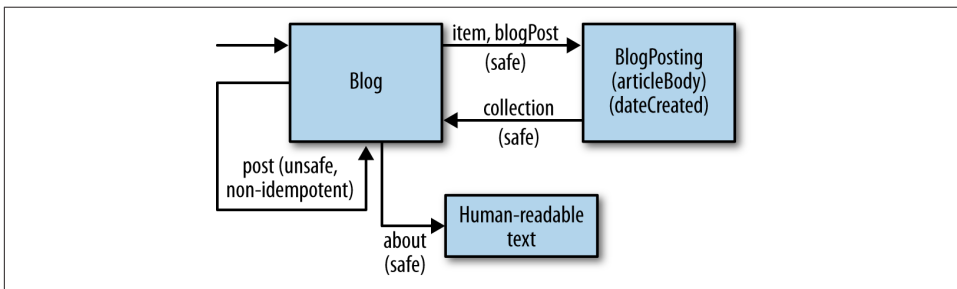 item, blogPost
(safe)
Blog
BlogPosting
(articleBody)
(dateCreated)
collection
(safe)
post (unsafe,
non-idempotent)
about
(safe)
Human-readable
text